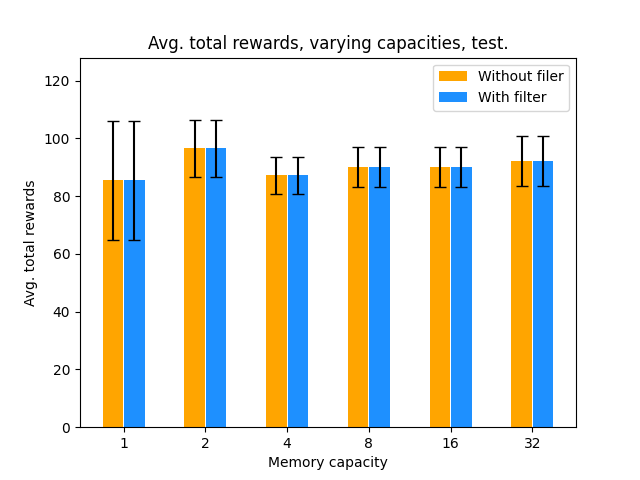 Avg. total rewards, varying capacities, test.
Without filer
With filter
Avg. total rewards
120
100
80
60
40
20
0
1 2 4 8 16 32
Memory capacity